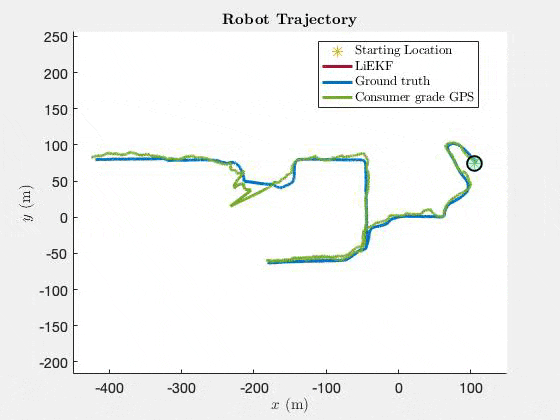 Robot Trajectory
Starting Location
LiEKF
Ground truth
Consumer grade GPS
250
200
150
100
50
0
-50
-100
-150
-200
y (m)
-400
-300
-200
-100
0
100
x (m)